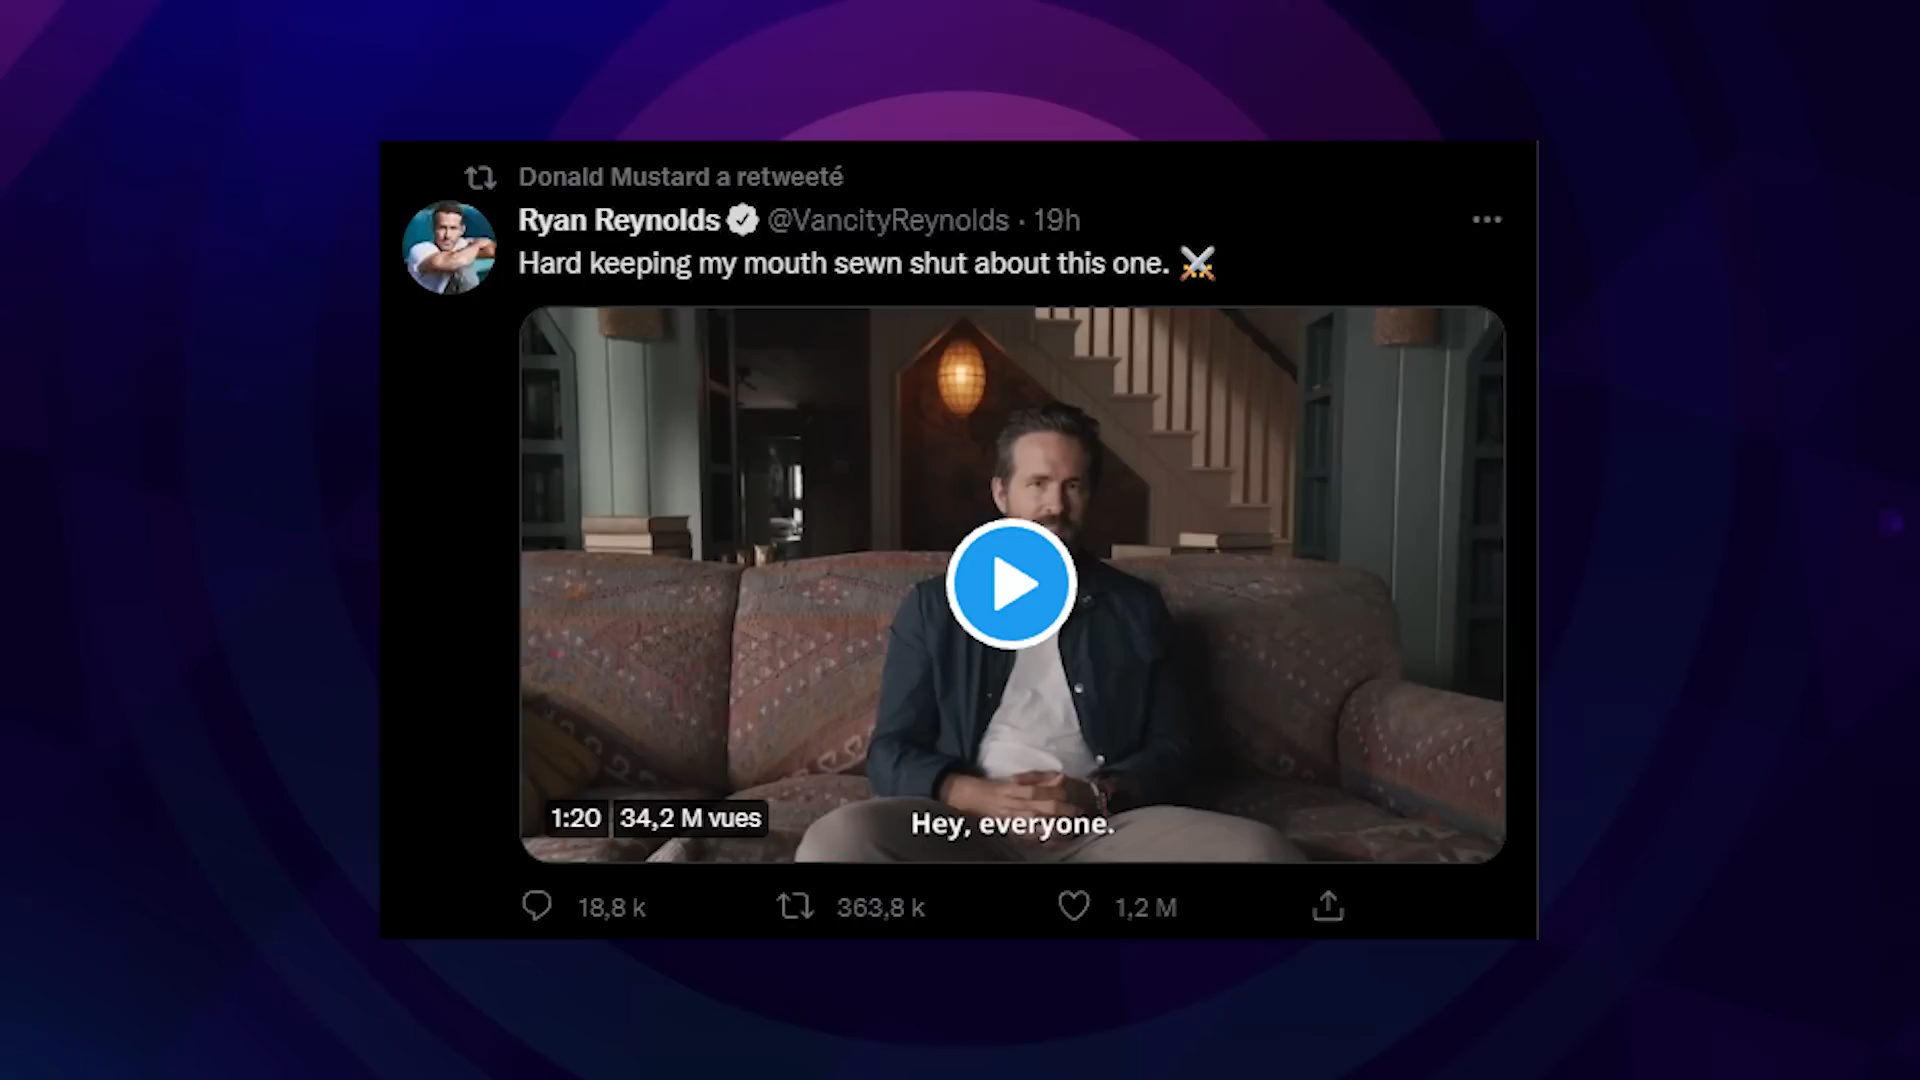 Donald Mustard a retweeté
Ryan Reynolds @VancityReynolds · 19h
Hard keeping my mouth sewn shut about this one. ⚔️
1:20 34,2 M vues
Hey, everyone.
18,8 k 363,8 k 1,2 M